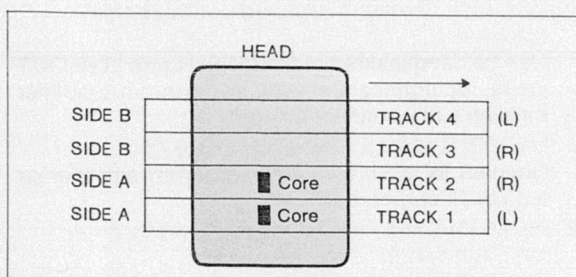 HEAD
SIDE B TRACK 4 (L)
SIDE B TRACK 3 (R)
SIDE A Core TRACK 2 (R)
SIDE A Core TRACK 1 (L)